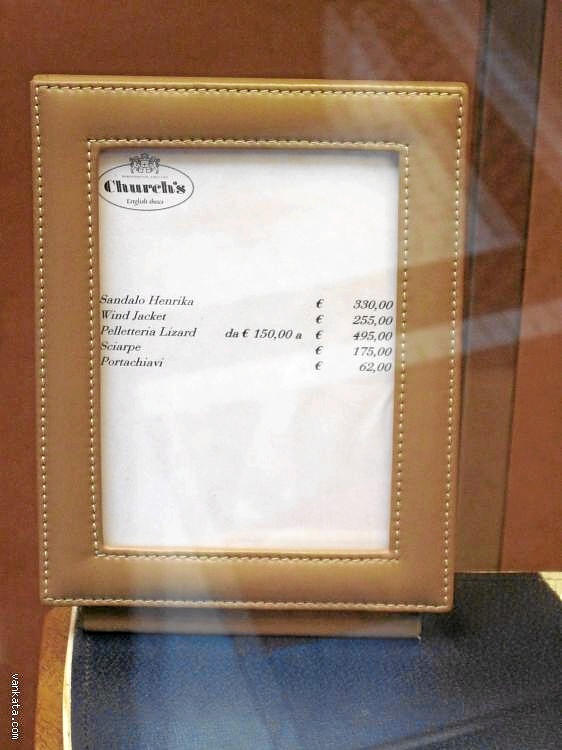 Church's
English shoes
Sandalo Henrika € 330,00
Wind Jacket € 255,00
Pelletteria Lizard da € 150,00 a € 495,00
Sciarpe € 175,00
Portachiavi € 62,00
vankata.com